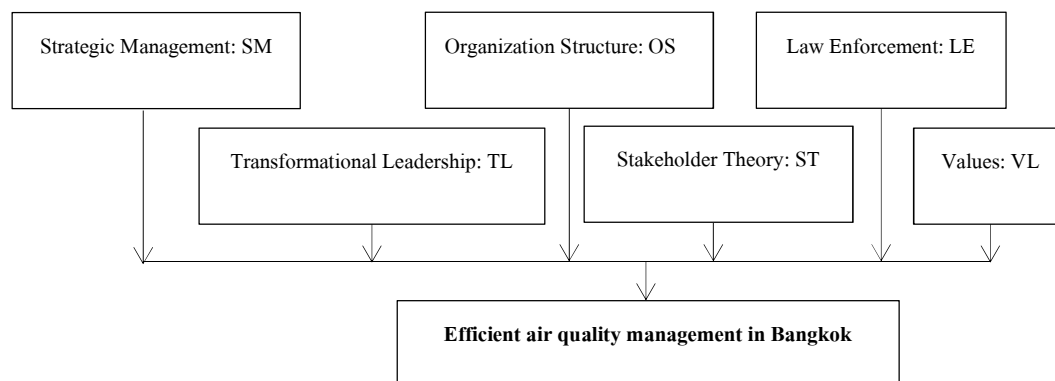 Strategic Management: SM
Organization Structure: OS
Law Enforcement: LE
Transformational Leadership: TL
Stakeholder Theory: ST
Values: VL
Efficient air quality management in Bangkok